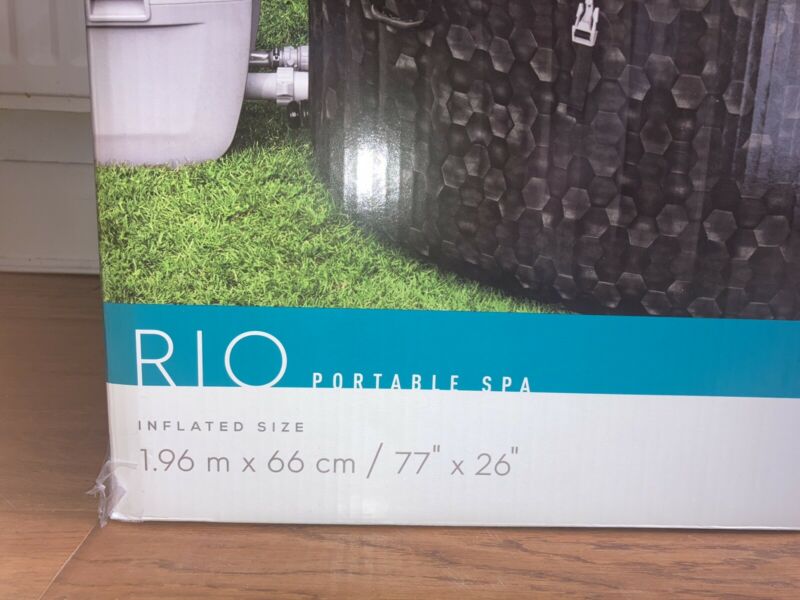 RIO PORTABLE SPA
INFLATED SIZE
1.96 m x 66 cm / 77" x 26"